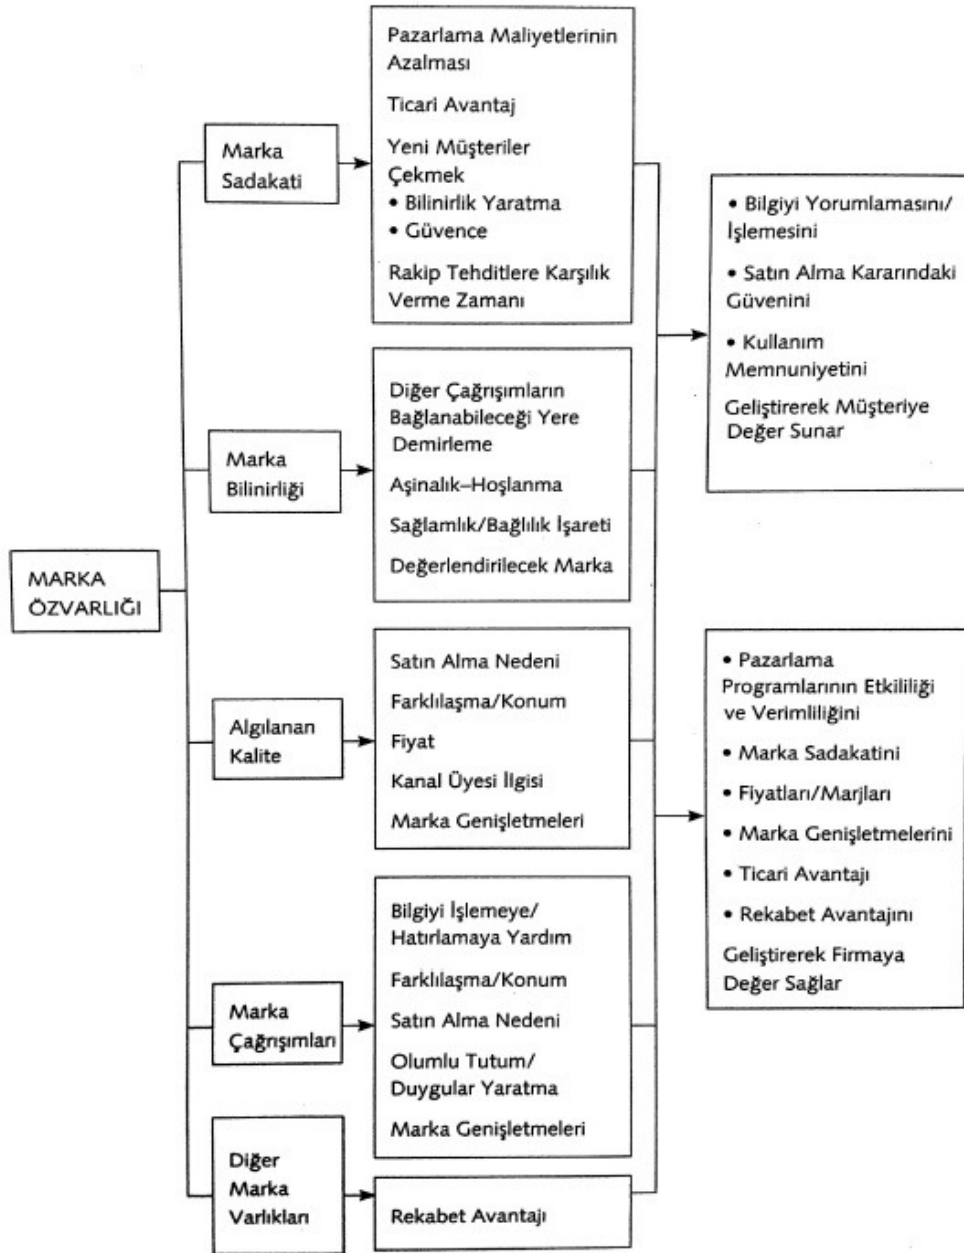 MARKA
ÖZVARLIĞI
Marka
Sadakati
Pazarlama Maliyetlerinin
Azalması
Ticari Avantaj
Yeni Müşteriler
Çekmek
• Bilinirlik Yaratma
• Güvence
Rakip Tehditlere Karşılık
Verme Zamanı
Marka
Bilinirliği
Diğer Çağrışımların
Bağlanabileceği Yere
Demirleme
Aşinalık–Hoşlanma
Sağlamlık/Bağlılık İşareti
Değerlendirilecek Marka
Algılanan
Kalite
Satın Alma Nedeni
Farklılaşma/Konum
Fiyat
Kanal Üyesi İlgisi
Marka Genişletmeleri
Marka
Çağrışımları
Bilgiyi İşlemeye/
Hatırlamaya Yardım
Farklılaşma/Konum
Satın Alma Nedeni
Olumlu Tutum/
Duygular Yaratma
Marka Genişletmeleri
Diğer
Marka
Varlıkları
Rekabet Avantajı
• Bilgiyi Yorumlamasını/
İşlemesini
• Satın Alma Kararındaki
Güvenini
• Kullanım
Memnuniyetini
Geliştirerek Müşteriye
Değer Sunar
• Pazarlama
Programlarının Etkililiği
ve Verimliliğini
• Marka Sadakatini
• Fiyatları/Marjları
• Marka Genişletmelerini
• Ticari Avantajı
• Rekabet Avantajını
Geliştirerek Firmaya
Değer Sağlar